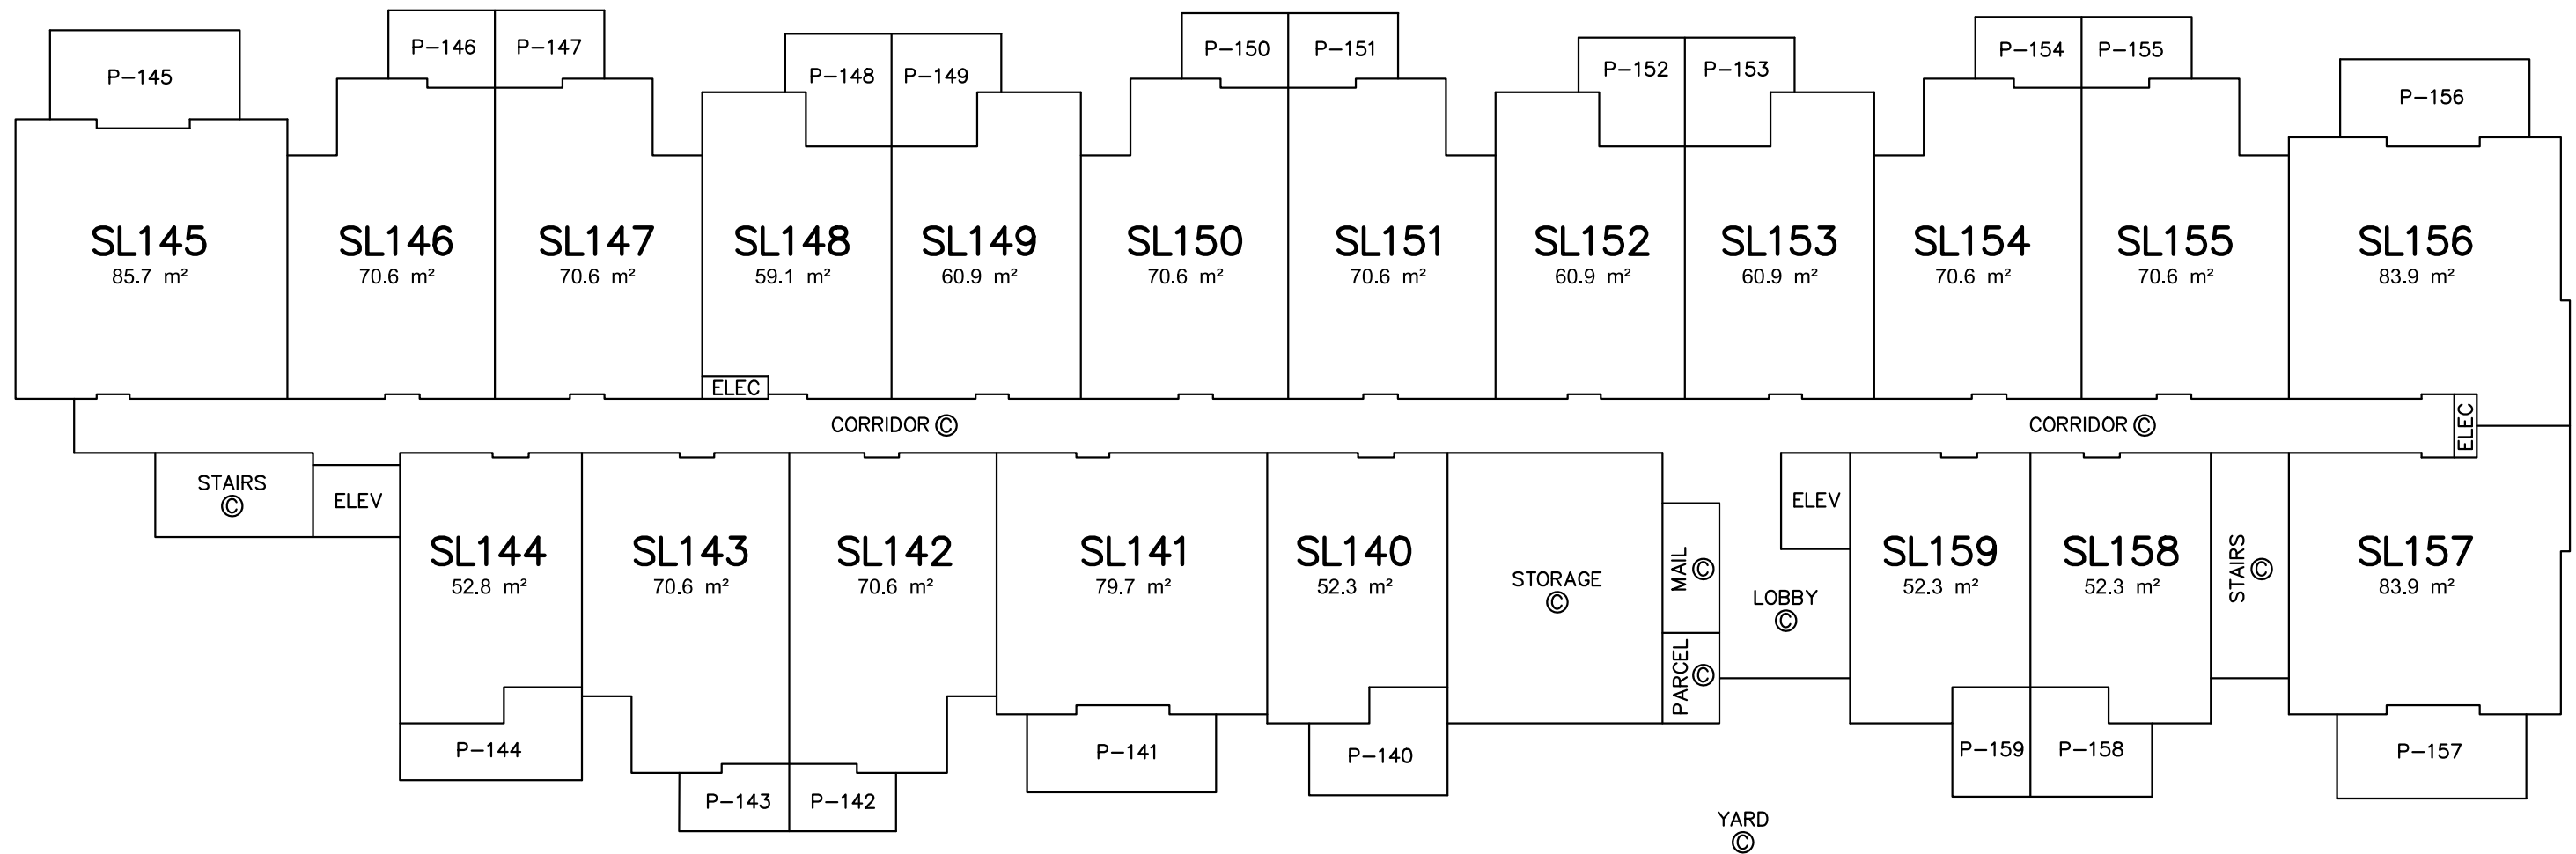 P-145
P-146
P-147
P-148
P-149
P-150
P-151
P-152
P-153
P-154
P-155
P-156
SL145
85.7 m²
SL146
70.6 m²
SL147
70.6 m²
SL148
59.1 m²
SL149
60.9 m²
SL150
70.6 m²
SL151
70.6 m²
SL152
60.9 m²
SL153
60.9 m²
SL154
70.6 m²
SL155
70.6 m²
SL156
83.9 m²
ELEC
CORRIDOR ©
CORRIDOR ©
ELEC
STAIRS
©
ELEV
SL144
52.8 m²
SL143
70.6 m²
SL142
70.6 m²
SL141
79.7 m²
SL140
52.3 m²
STORAGE
©
MAIL ©
PARCEL ©
ELEV
LOBBY
©
SL159
52.3 m²
SL158
52.3 m²
STAIRS ©
SL157
83.9 m²
P-144
P-143
P-142
P-141
P-140
P-159
P-158
P-157
YARD
©